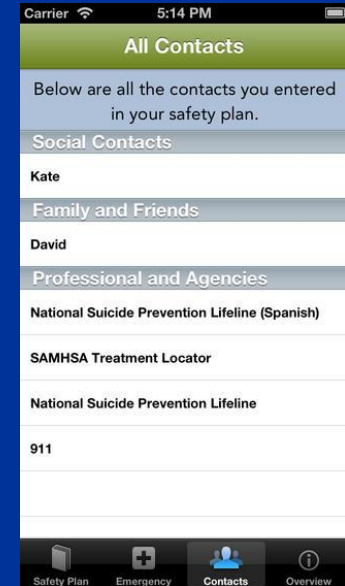 Carrier 5:14 PM
All Contacts
Below are all the contacts you entered
in your safety plan.
Social Contacts
Kate
Family and Friends
David
Professional and Agencies
National Suicide Prevention Lifeline (Spanish)
SAMHSA Treatment Locator
National Suicide Prevention Lifeline
911
Safety Plan Emergency Contacts Overview